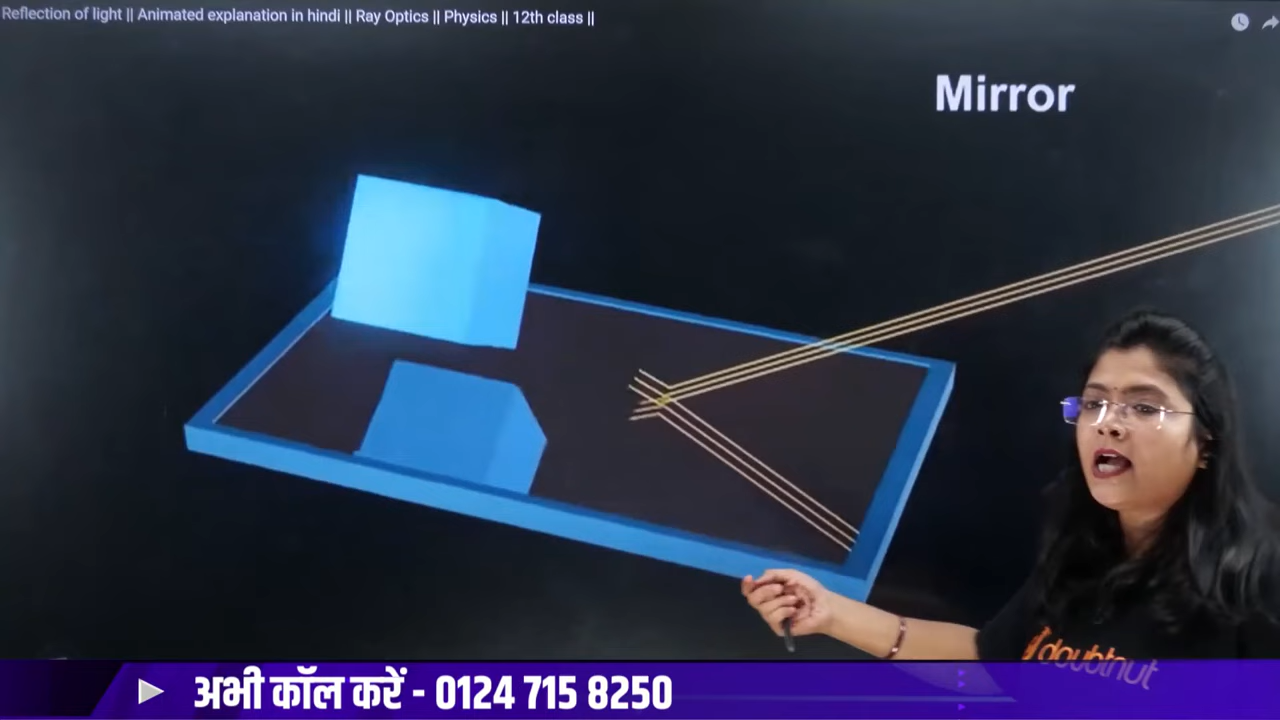 Reflection of light || Animated explanation in hindi || Ray Optics || Physics || 12th class ||
Mirror
doubtnut
अभी कॉल करें - 0124 715 8250